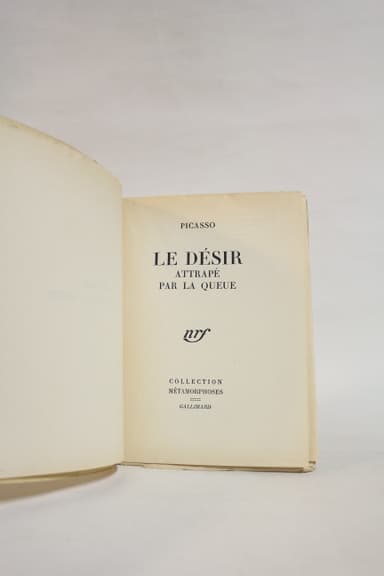 PICASSO
LE DÉSIR
ATTRAPÉ
PAR LA QUEUE
nrf
COLLECTION
MÉTAMORPHOSES
GALLIMARD